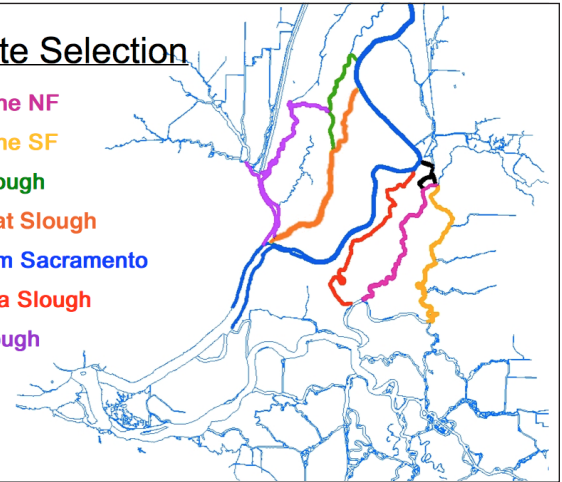 te Selection
ne NF
ne SF
ough
at Slough
m Sacramento
a Slough
ough